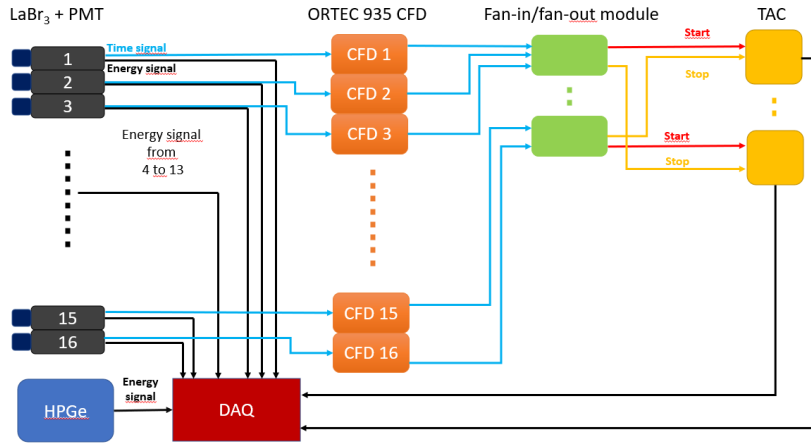 LaBr3 + PMT
ORTEC 935 CFD
Fan-in/fan-out module
TAC
1
Time signal
Energy signal
2
3
CFD 1
CFD 2
CFD 3
Start
Stop
Start
Stop
Energy signal
from
4 to 13
15
16
CFD 15
CFD 16
HPGe
Energy
signal
DAQ